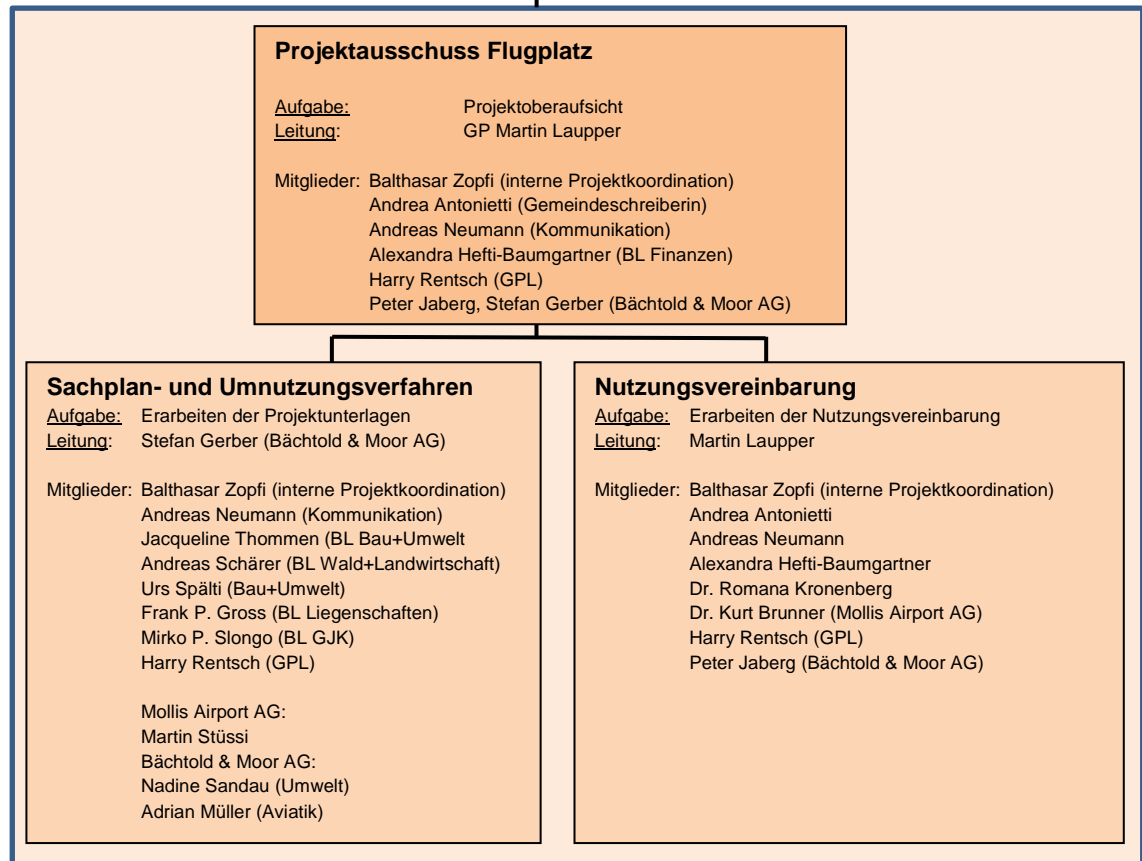 Projektausschuss Flugplatz
Aufgabe: Projektoberaufsicht
Leitung: GP Martin Laupper
Mitglieder: Balthasar Zopfi (interne Projektkoordination)
Andrea Antonietti (Gemeindeschreiberin)
Andreas Neumann (Kommunikation)
Alexandra Hefti-Baumgartner (BL Finanzen)
Harry Rentsch (GPL)
Peter Jaberg, Stefan Gerber (Bächtold & Moor AG)
Sachplan- und Umnutzungsverfahren
Aufgabe: Erarbeiten der Projektunterlagen
Leitung: Stefan Gerber (Bächtold & Moor AG)
Mitglieder: Balthasar Zopfi (interne Projektkoordination)
Andreas Neumann (Kommunikation)
Jacqueline Thommen (BL Bau+Umwelt
Andreas Schärer (BL Wald+Landwirtschaft)
Urs Spälti (Bau+Umwelt)
Frank P. Gross (BL Liegenschaften)
Mirko P. Slongo (BL GJK)
Harry Rentsch (GPL)
Mollis Airport AG:
Martin Stüssi
Bächtold & Moor AG:
Nadine Sandau (Umwelt)
Adrian Müller (Aviatik)
Nutzungsvereinbarung
Aufgabe: Erarbeiten der Nutzungsvereinbarung
Leitung: Martin Laupper
Mitglieder: Balthasar Zopfi (interne Projektkoordination)
Andrea Antonietti
Andreas Neumann
Alexandra Hefti-Baumgartner
Dr. Romana Kronenberg
Dr. Kurt Brunner (Mollis Airport AG)
Harry Rentsch (GPL)
Peter Jaberg (Bächtold & Moor AG)